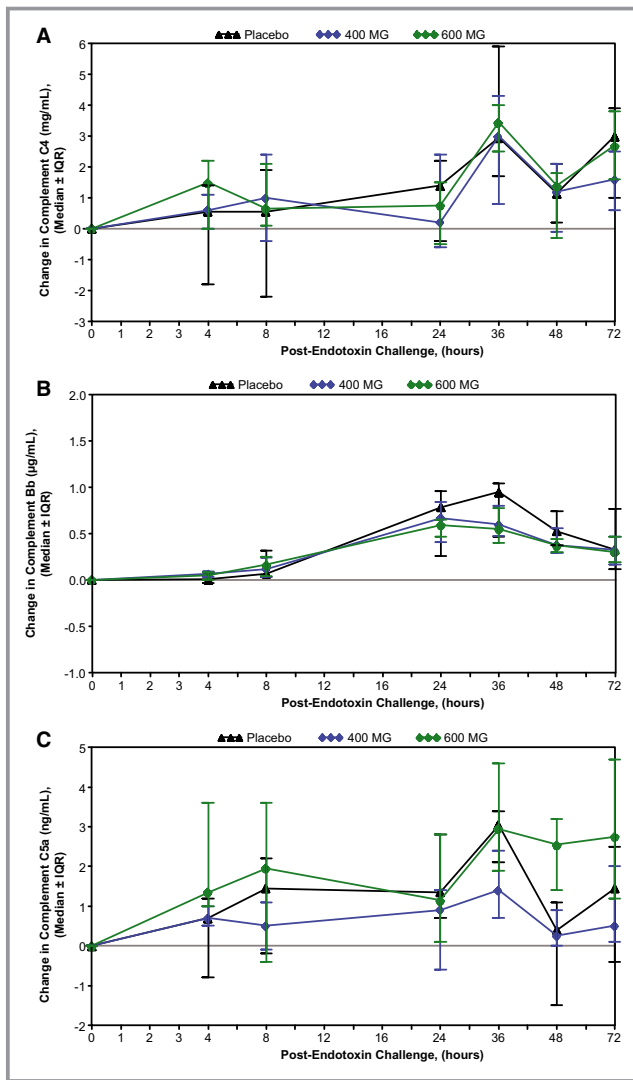 A
Placebo 400 MG 600 MG
Change in Complement C4 (mg/mL),
(Median ± IQR)
6
5
4
3
2
1
0
-1
-2
-3
0 1 2 3 4 8 12 16 24 36 48 72
Post-Endotoxin Challenge, (hours)
B
Placebo 400 MG 600 MG
Change in Complement Bb (µg/mL),
(Median ± IQR)
2.0
1.0
0.5
0.0
-0.5
-1.0
0 1 2 3 4 8 12 16 24 36 48 72
Post-Endotoxin Challenge, (hours)
C
Placebo 400 MG 600 MG
Change in Complement C5a (ng/mL),
(Median ± IQR)
5
4
3
2
1
0
-1
-2
0 1 2 3 4 8 12 16 24 36 48 72
Post-Endotoxin Challenge, (hours)